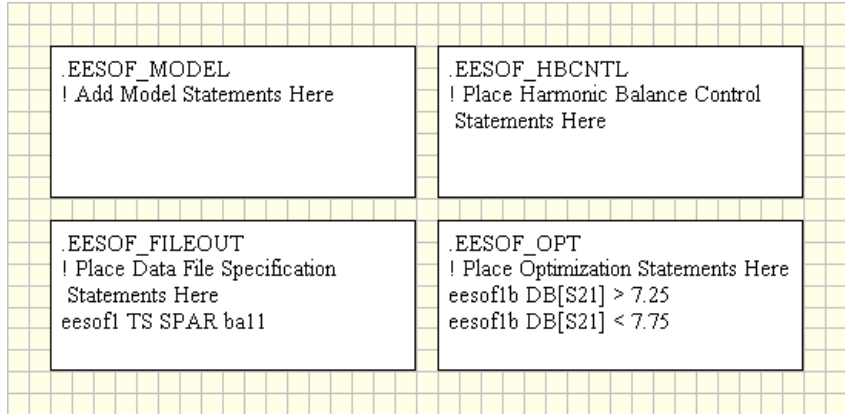 .EESOF_MODEL
! Add Model Statements Here
.EESOF_HBCNTL
! Place Harmonic Balance Control
Statements Here
.EESOF_FILEOUT
! Place Data File Specification
Statements Here
eesof1 TS SPAR ba11
.EESOF_OPT
! Place Optimization Statements Here
eesof1b DB[S21] > 7.25
eesof1b DB[S21] < 7.75